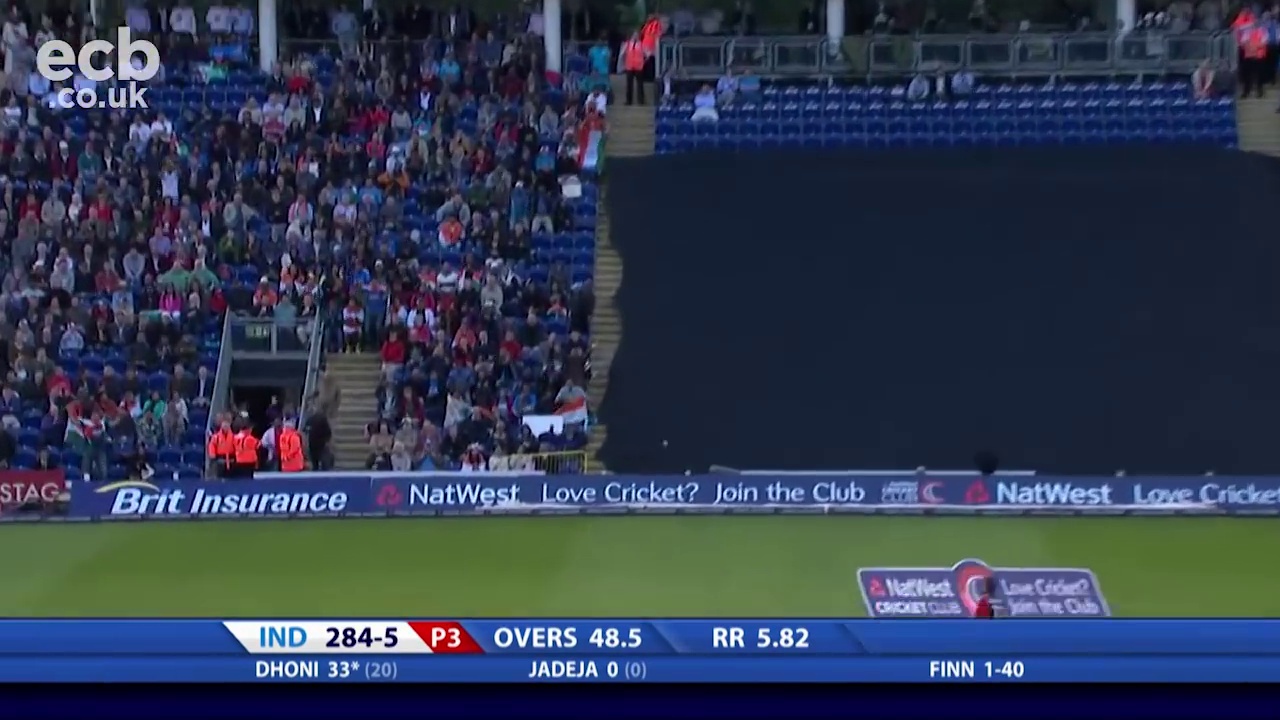 ecb
.co.uk
STAG
Brit Insurance
NatWest Love Cricket? Join the Club
NatWest Love Cricket
NatWest
CRICKET CLUB
Love Cricket?
Join the Club
IND 284-5 P3 OVERS 48.5 RR 5.82
DHONI 33* (20) JADEJA 0 (0) FINN 1-40